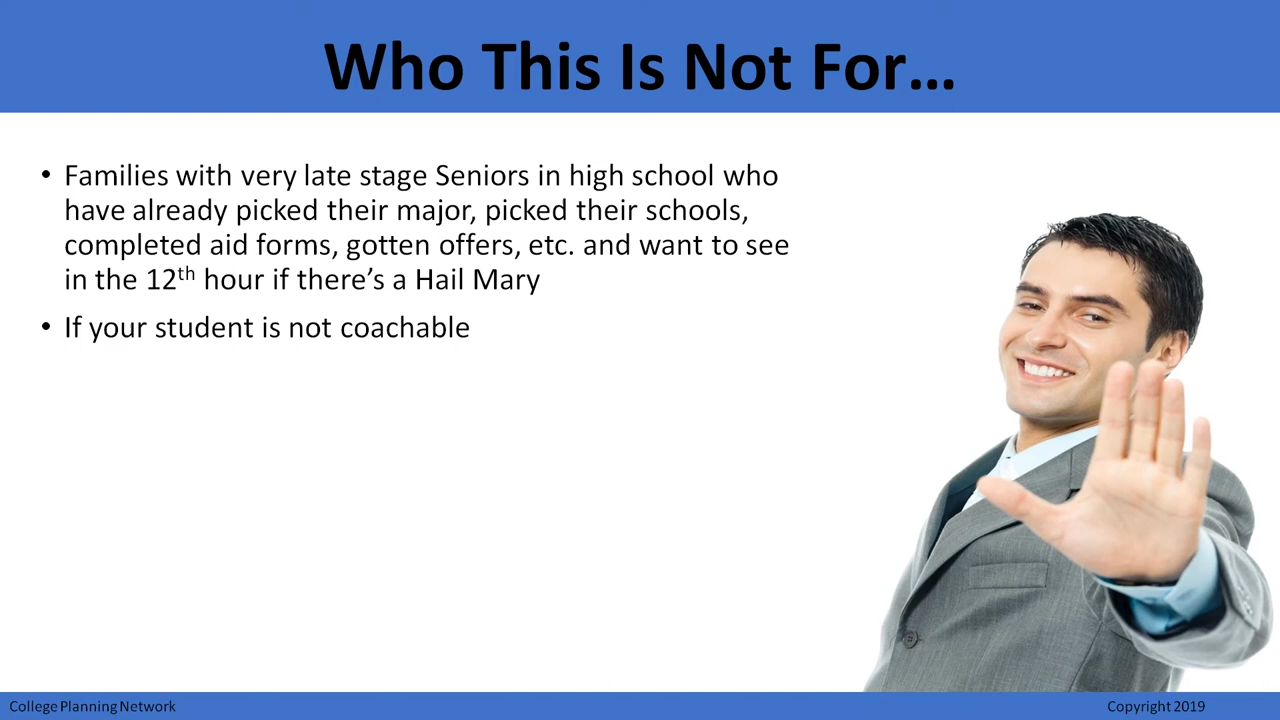 Who This Is Not For…
• Families with very late stage Seniors in high school who
have already picked their major, picked their schools,
completed aid forms, gotten offers, etc. and want to see
in the 12th hour if there’s a Hail Mary
• If your student is not coachable
College Planning Network
Copyright 2019